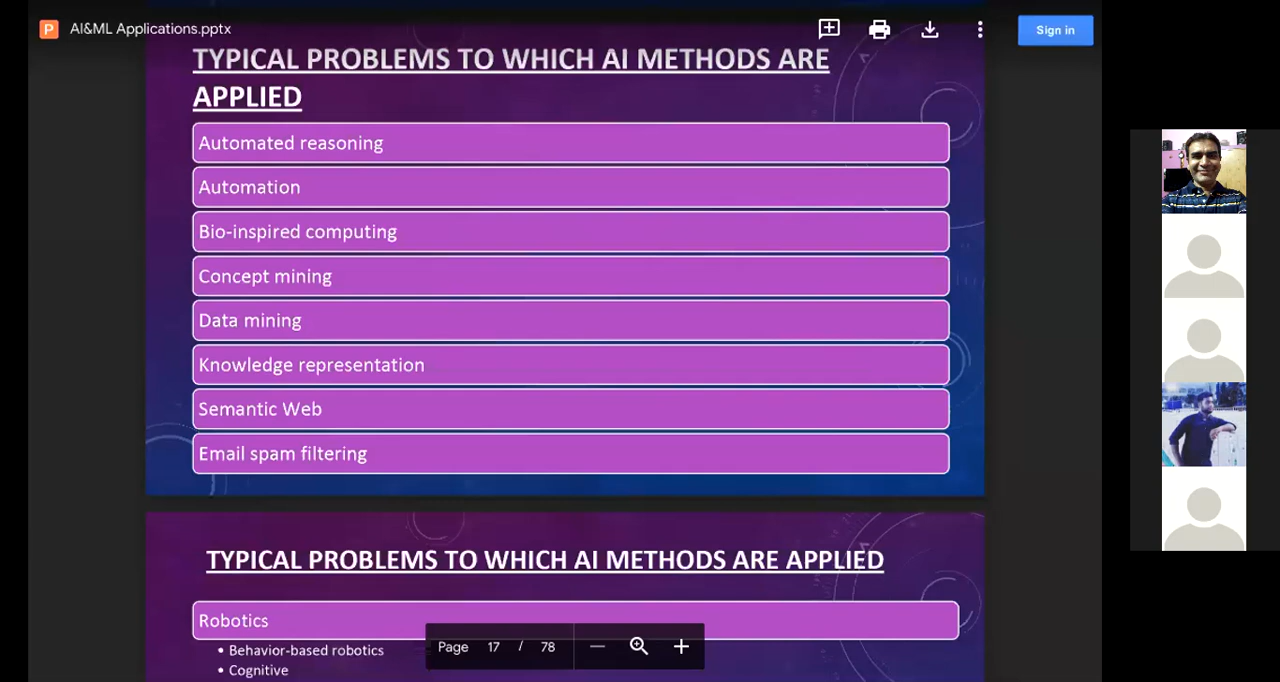 AI&ML Applications.pptx
Sign in
TYPICAL PROBLEMS TO WHICH AI METHODS ARE
APPLIED
Automated reasoning
Automation
Bio-inspired computing
Concept mining
Data mining
Knowledge representation
Semantic Web
Email spam filtering
TYPICAL PROBLEMS TO WHICH AI METHODS ARE APPLIED
Robotics
• Behavior-based robotics
• Cognitive
Page 17 / 78